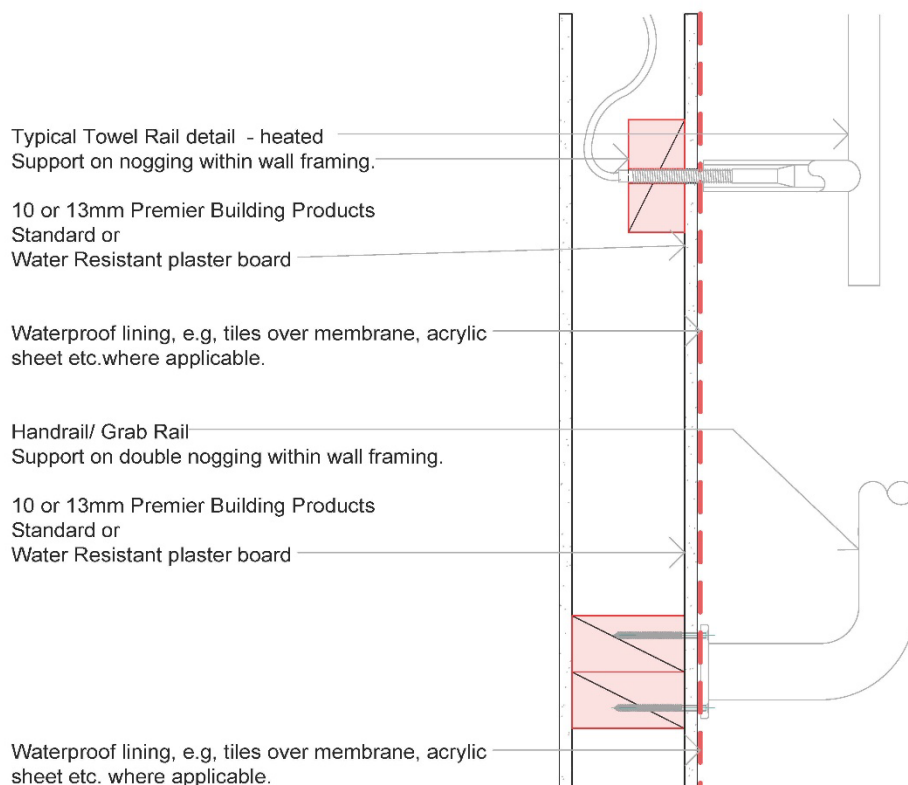 Typical Towel Rail detail  - heated
Support on nogging within wall framing.
10 or 13mm Premier Building Products
Standard or
Water Resistant plaster board
Waterproof lining, e.g, tiles over membrane, acrylic
sheet etc.where applicable.
Handrail/ Grab Rail
Support on double nogging within wall framing.
10 or 13mm Premier Building Products
Standard or
Water Resistant plaster board
Waterproof lining, e.g, tiles over membrane, acrylic
sheet etc. where applicable.